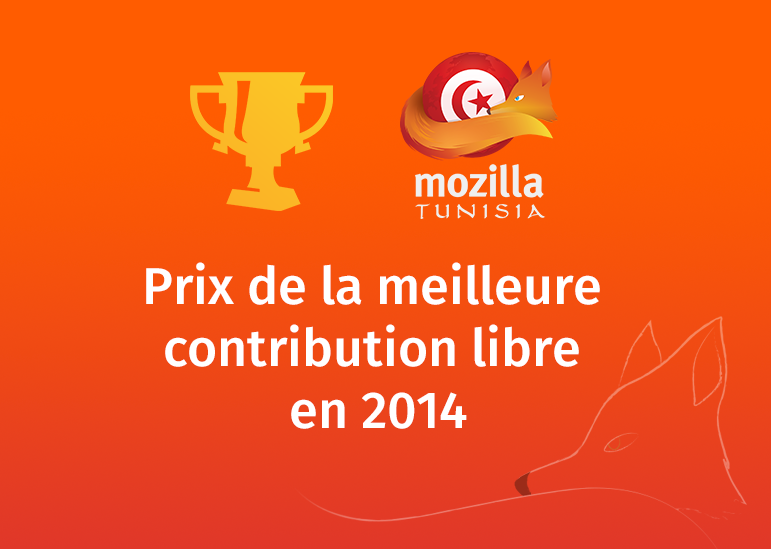 mozilla
TUNISIA
Prix de la meilleure
contribution libre
en 2014